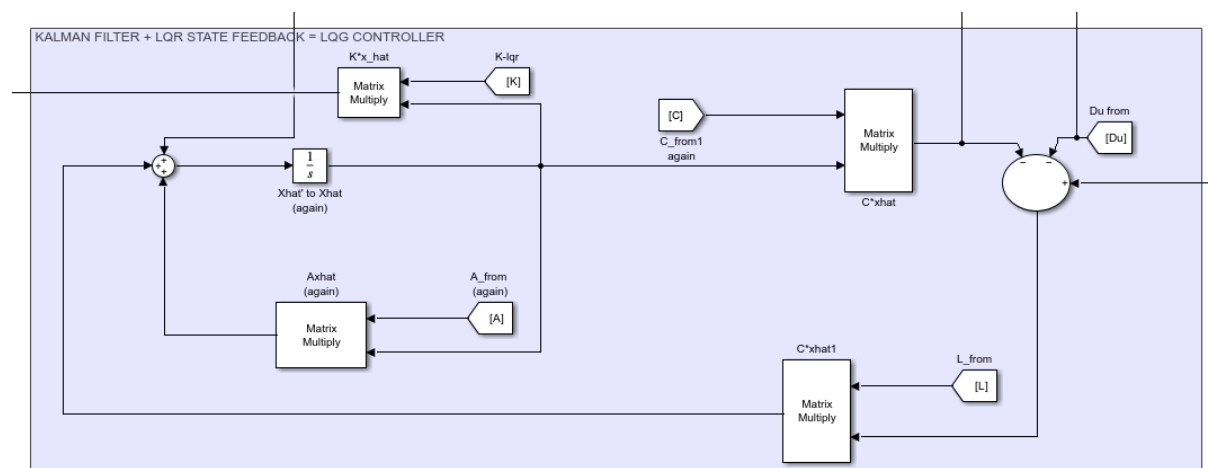 KALMAN FILTER + LQR STATE FEEDBACK = LQG CONTROLLER
K*x_hat
K-lqr
Matrix
Multiply
[K]
[C]
C_from1
again
Matrix
Multiply
C*xhat
Du from
[Du]
− −
+
+
+
+
1
s
Xhat' to Xhat
(again)
Axhat
(again)
A_from
(again)
Matrix
Multiply
[A]
C*xhat1
L_from
Matrix
Multiply
[L]